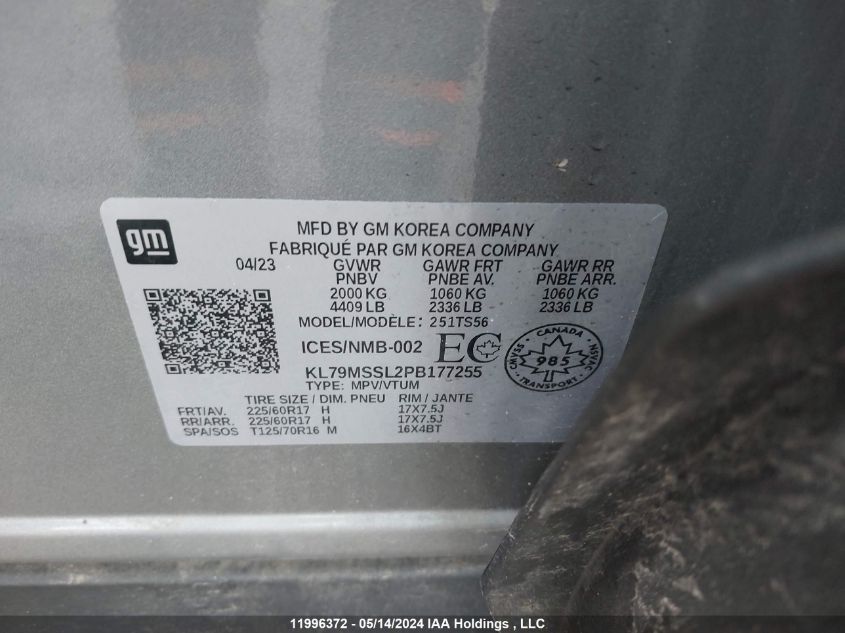 gm
MFD BY GM KOREA COMPANY
FABRIQUÉ PAR GM KOREA COMPANY
04/23 GVWR GAWR FRT GAWR RR
PNBV PNBE AV. PNBE ARR.
2000 KG 1060 KG 1060 KG
4409 LB 2336 LB 2336 LB
MODEL/MODÈLE: 251TS56
ICES/NMB-002 EC
CANADA
CMVSS 985 NSVAC
TRANSPORT
KL79MSSL2PB177255
TYPE: MPV/VTUM
TIRE SIZE / DIM. PNEU RIM / JANTE
FRT/AV. 225/60R17 H 17X7.5J
RR/ARR. 225/60R17 H 17X7.5J
SPA/SOS T125/70R16 M 16X4BT
11996372 - 05/14/2024 IAA Holdings , LLC